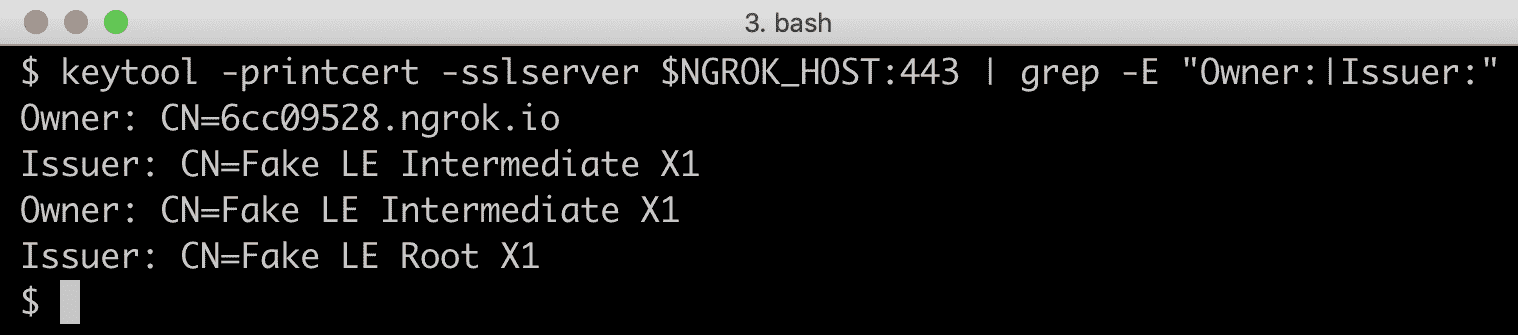 3. bash
$ keytool -printcert -sslserver $NGROK_HOST:443 | grep -E "Owner:|Issuer:"
Owner: CN=6cc09528.ngrok.io
Issuer: CN=Fake LE Intermediate X1
Owner: CN=Fake LE Intermediate X1
Issuer: CN=Fake LE Root X1
$